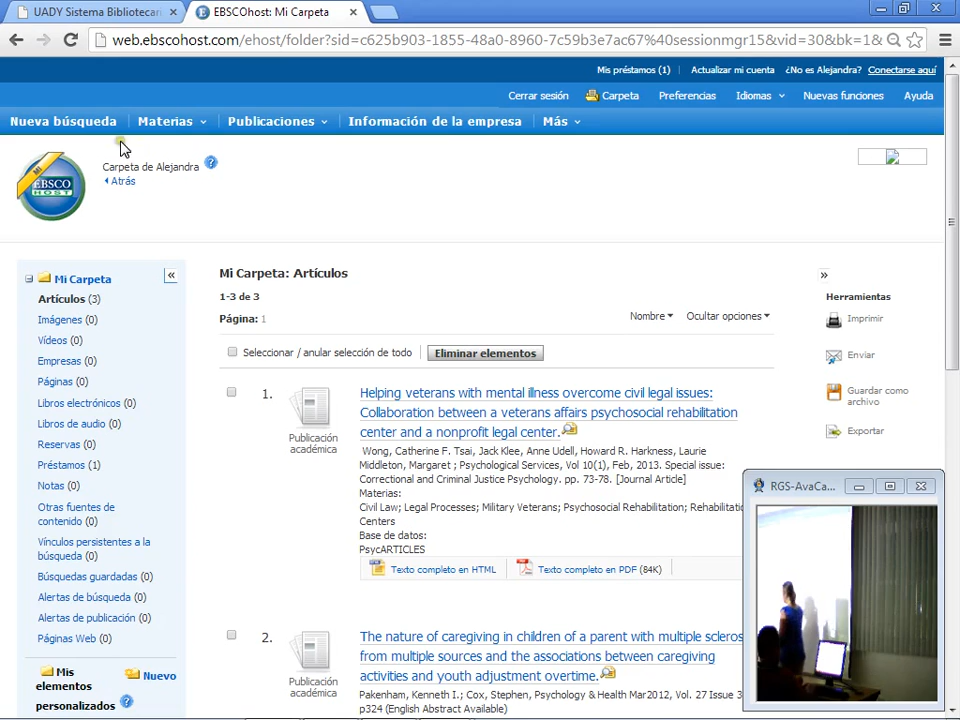 UADY Sistema Bibliotecari
EBSCOhost: Mi Carpeta
web.ebscohost.com/ehost/folder?sid=c625b903-1855-48a0-8960-7c59b3e7ac67%40sessionmgr15&vid=30&bk=1&
Mis préstamos (1) | Actualizar mi cuenta ¿No es Alejandra? Conectarse aquí
Cerrar sesión Carpeta Preferencias Idiomas Nuevas funciones Ayuda
Nueva búsqueda Materias Publicaciones Información de la empresa Más
MI
EBSCO
HOST
Carpeta de Alejandra
Atrás
Mi Carpeta
Artículos (3)
Imágenes (0)
Vídeos (0)
Empresas (0)
Páginas (0)
Libros electrónicos (0)
Libros de audio (0)
Reservas (0)
Préstamos (1)
Notas (0)
Otras fuentes de
contenido (0)
Vínculos persistentes a la
búsqueda (0)
Búsquedas guardadas (0)
Alertas de búsqueda (0)
Alertas de publicación (0)
Páginas Web (0)
Mis
elementos
personalizados
Nuevo
Mi Carpeta: Artículos
1-3 de 3
Página: 1
Nombre Ocultar opciones
Seleccionar / anular selección de todo Eliminar elementos
1.
Publicación
académica
Helping veterans with mental illness overcome civil legal issues:
Collaboration between a veterans affairs psychosocial rehabilitation
center and a nonprofit legal center.
Wong, Catherine F. Tsai, Jack Klee, Anne Udell, Howard R. Harkness, Laurie
Middleton, Margaret ; Psychological Services, Vol 10(1), Feb, 2013. Special issue:
Correctional and Criminal Justice Psychology. pp. 73-78. [Journal Article]
Materias:
Civil Law; Legal Processes; Military Veterans; Psychosocial Rehabilitation; Rehabilitatio
Centers
Base de datos:
PsycARTICLES
Texto completo en HTML Texto completo en PDF (84K)
2.
Publicación
académica
The nature of caregiving in children of a parent with multiple scleros
from multiple sources and the associations between caregiving
activities and youth adjustment overtime.
Pakenham, Kenneth I.; Cox, Stephen, Psychology & Health Mar2012, Vol. 27 Issue 3
p324 (English Abstract Available)
Herramientas
Imprimir
Enviar
Guardar como
archivo
Exportar
RGS-AvaCa...